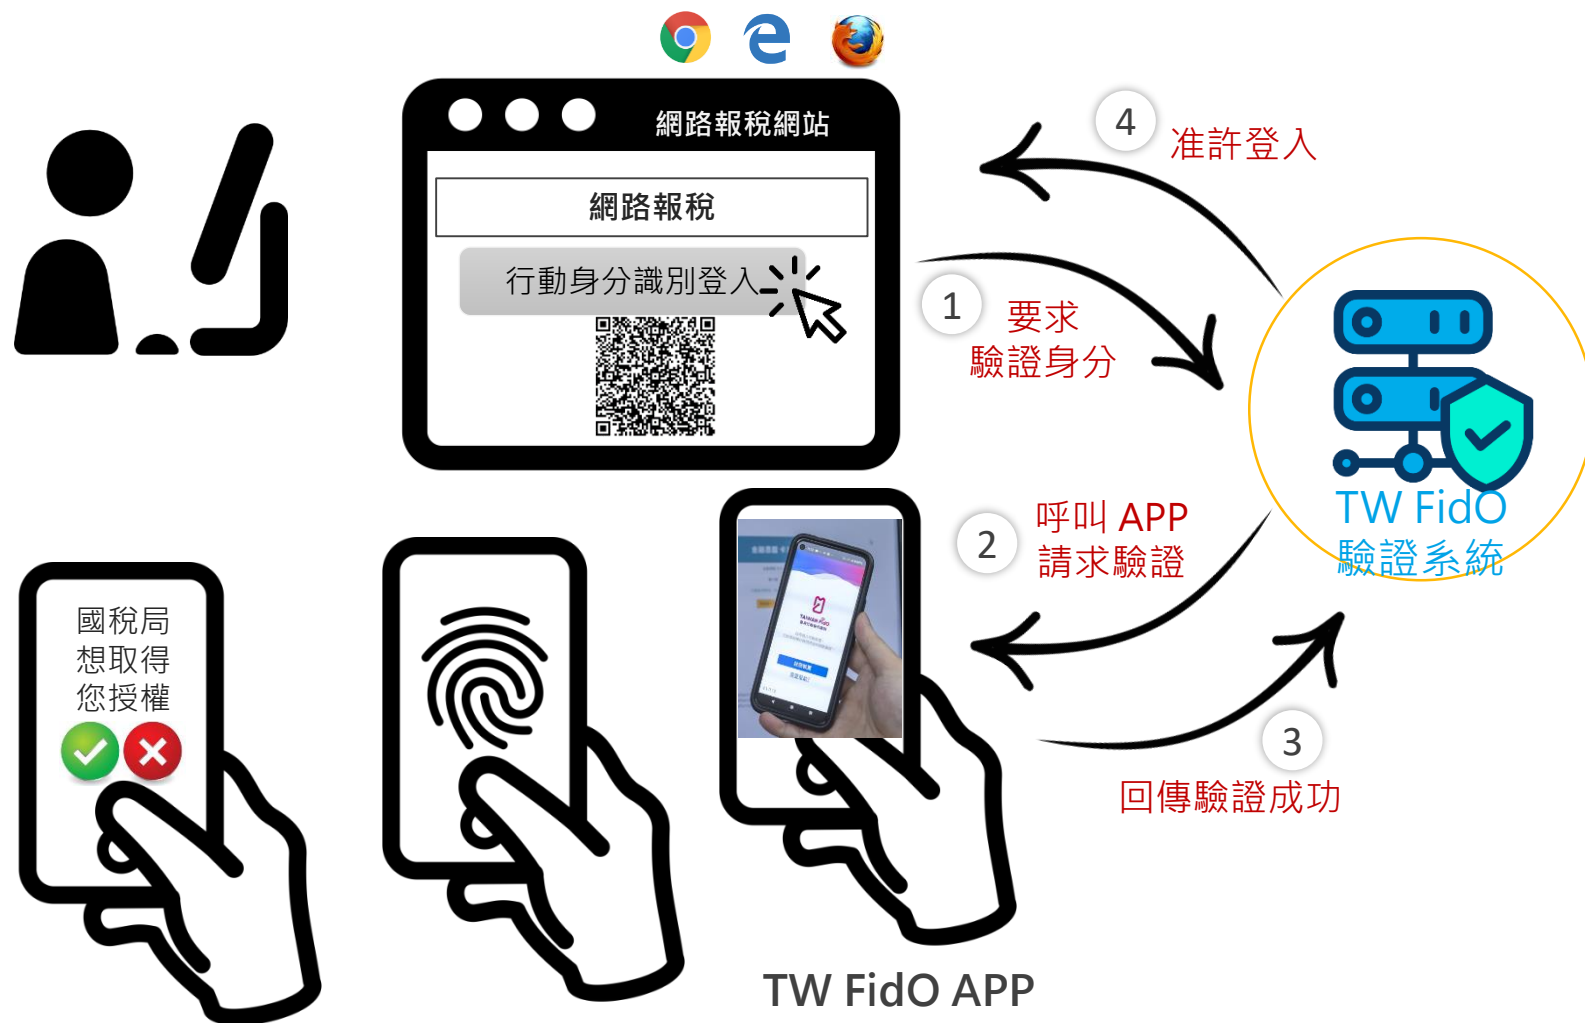 網路報稅網站
網路報稅
行動身分識別登入
4
准許登入
1
要求
驗證身分
TW FidO
驗證系統
2
呼叫 APP
請求驗證
3
回傳驗證成功
國稅局
想取得
您授權
TAIWAN FidO
TW FidO APP